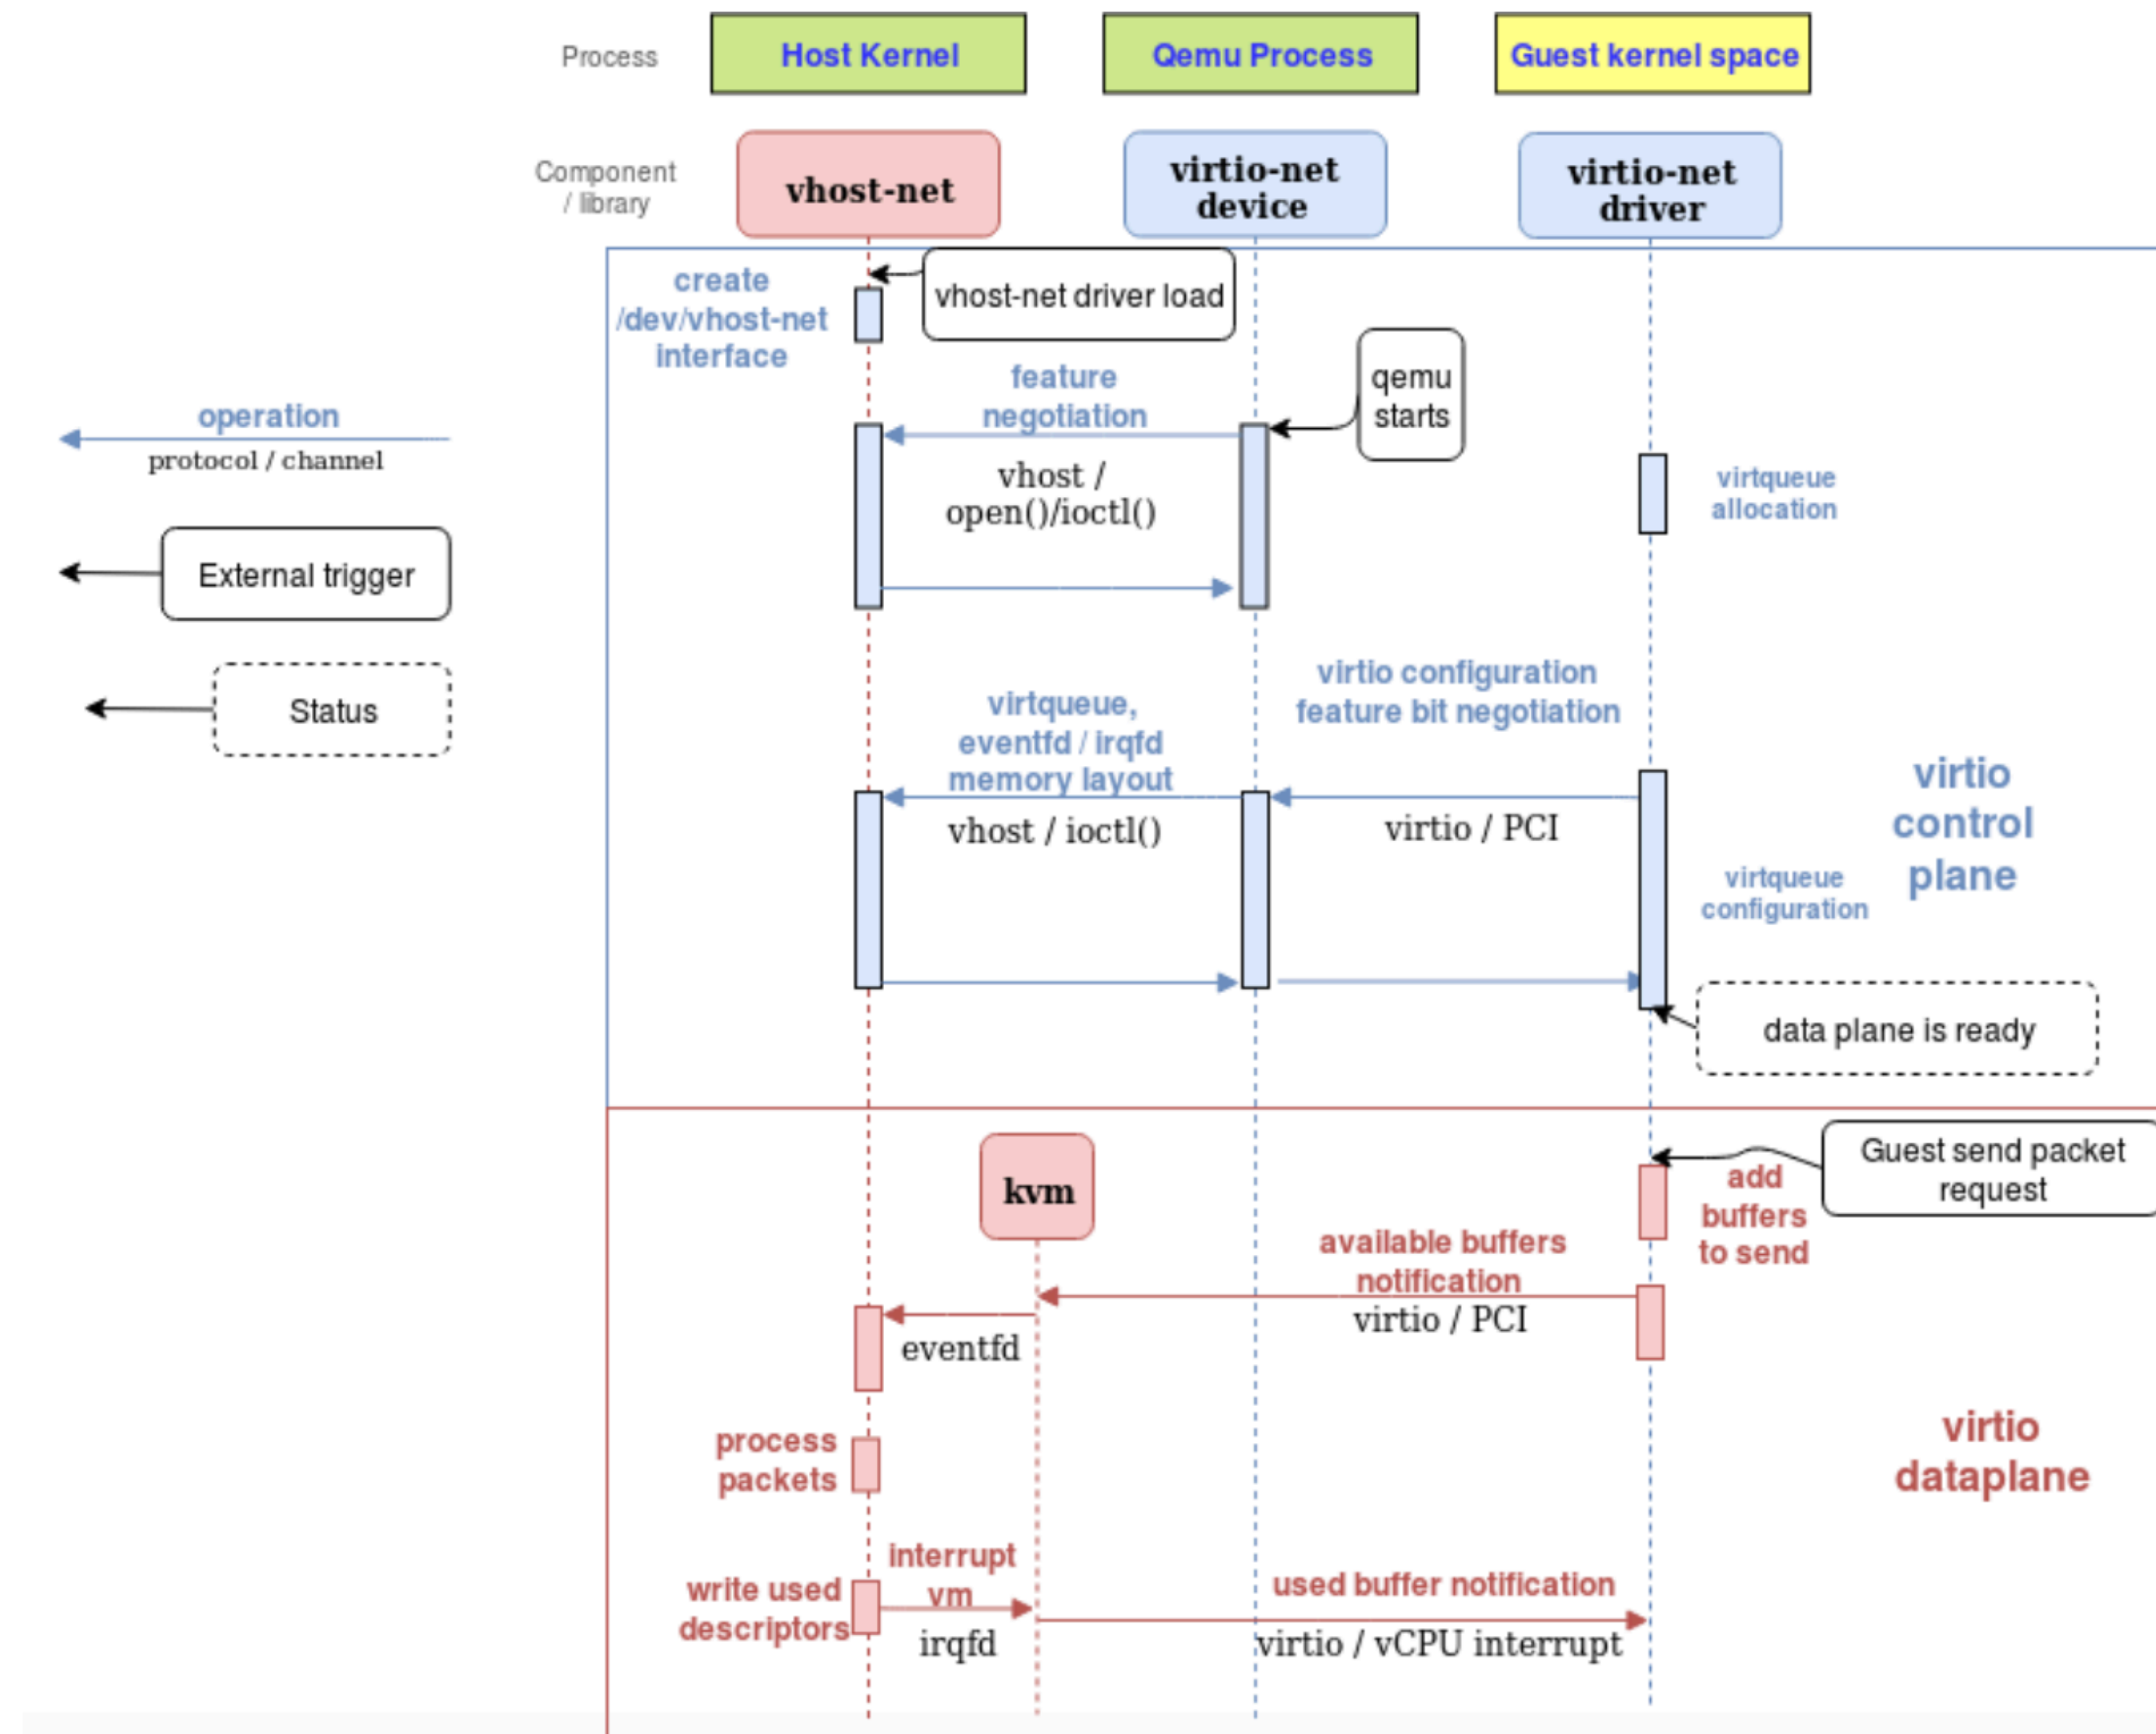 Process
Host Kernel
Qemu Process
Guest kernel space
Component
/ library
vhost-net
virtio-net
device
virtio-net
driver
create
/dev/vhost-net
interface
vhost-net driver load
qemu
starts
feature
negotiation
vhost /
open()/ioctl()
operation
protocol / channel
External trigger
Status
virtqueue
allocation
virtio configuration
feature bit negotiation
virtqueue,
eventfd / irqfd
memory layout
vhost / ioctl()
virtio / PCI
virtio
control
plane
virtqueue
configuration
data plane is ready
kvm
Guest send packet
request
add
buffers
to send
available buffers
notification
virtio / PCI
eventfd
process
packets
virtio
dataplane
interrupt
vm
irqfd
write used
descriptors
used buffer notification
virtio / vCPU interrupt